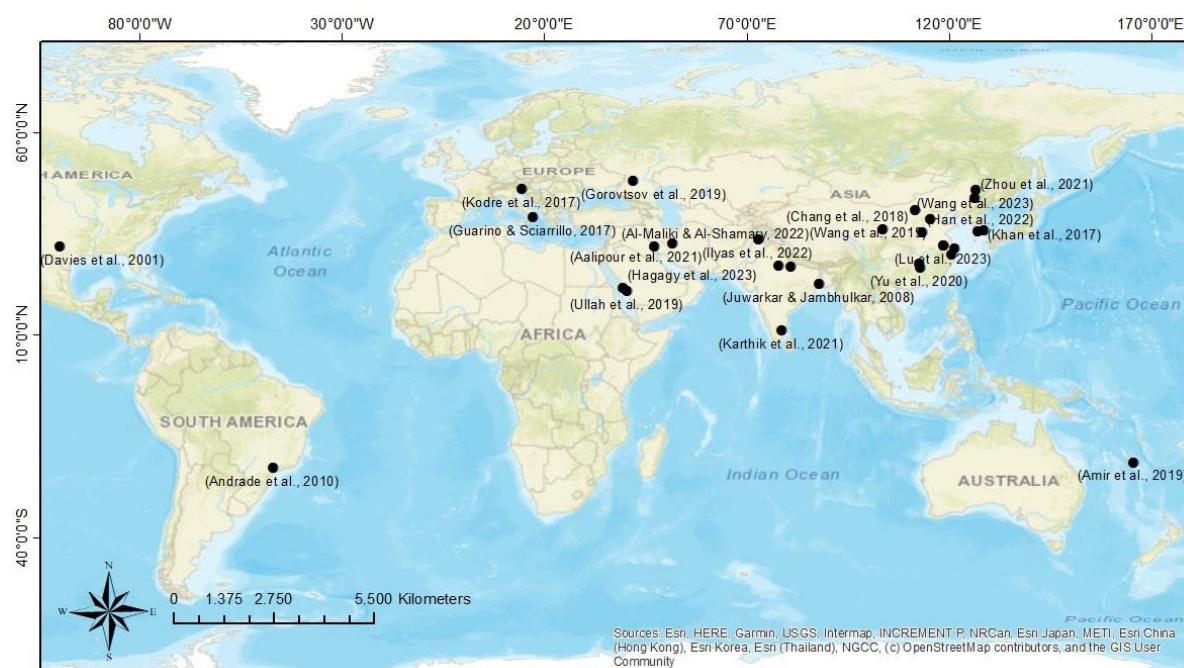 80°0'0"W 30°0'0"W 20°0'0"E 70°0'0"E 120°0'0"E 170°0'0"W
60°0'0"N
H AMERICA
EUROPE
ASIA
(Zhou et al., 2021)
(Gorovtsov et al., 2019)
(Kodre et al., 2017)
(Wang et al., 2023)
(Chang et al., 2018)
Han et al., 2022)
(Guarino & Sciarrillo, 2017)
(Al-Maliki & Al-Shamary, 2022)
(Wang et al., 2019)
(Khan et al., 2017)
Atlantic
Ocean
(Davies et al., 2001)
(Aalipour et al., 2021)
(Ilyas et al., 2022)
(Lu et al., 2023)
(Hagagy et al., 2023)
(Yu et al., 2020)
(Ullah et al., 2019)
(Juwarkar & Jambhulkar, 2008)
Pacific Ocean
10°0'0"N
AFRICA
(Karthik et al., 2021)
SOUTH AMERICA
Indian Ocean
(Amir et al., 2019)
(Andrade et al., 2010)
AUSTRALIA
40°0'0"S
N
W E
S
0 1.375 2.750 5.500 Kilometers
Pacific Ocean
Sources: Esri, HERE, Garmin, USGS, Intermap, INCREMENT P, NRCan, Esri Japan, METI, Esri China
(Hong Kong), Esri Korea, Esri (Thailand), NGCC, (c) OpenStreetMap contributors, and the GIS User
Community